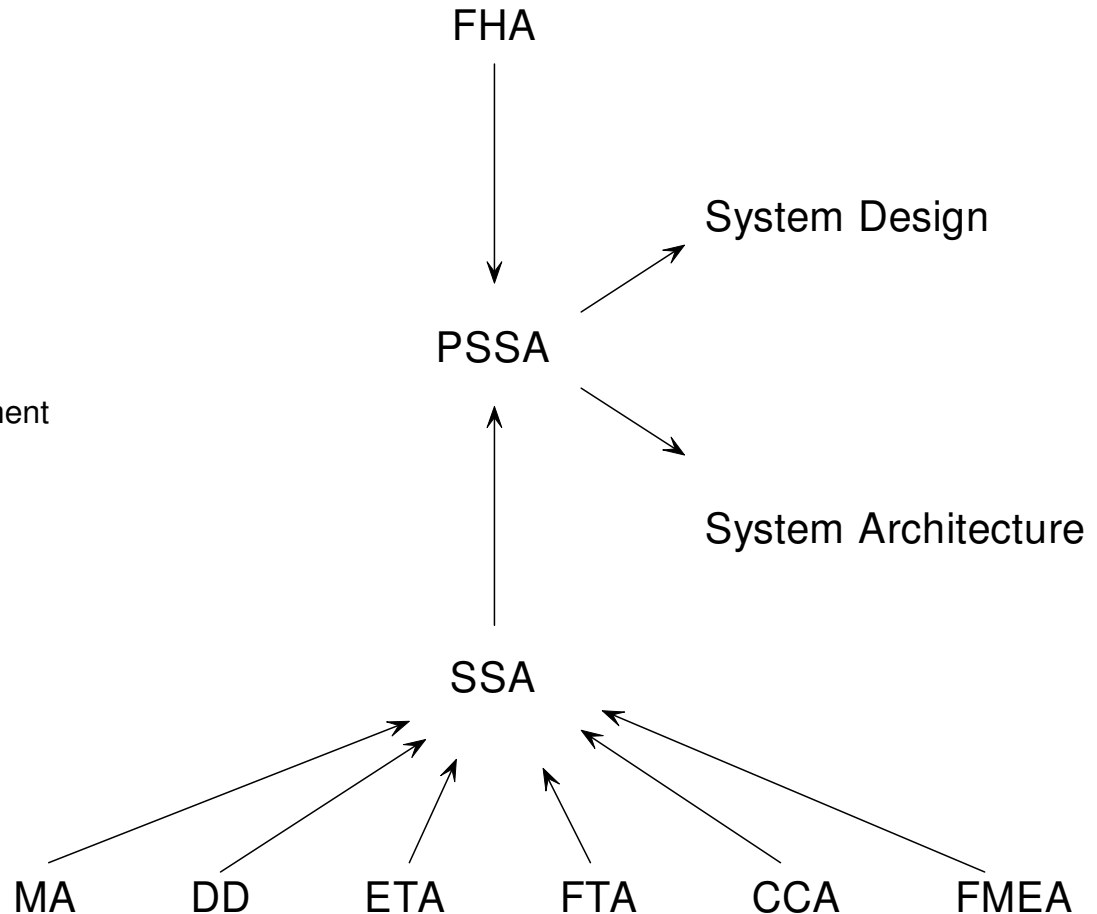 FHA
System Design
PSSA
ment
System Architecture
SSA
MA DD ETA FTA CCA FMEA